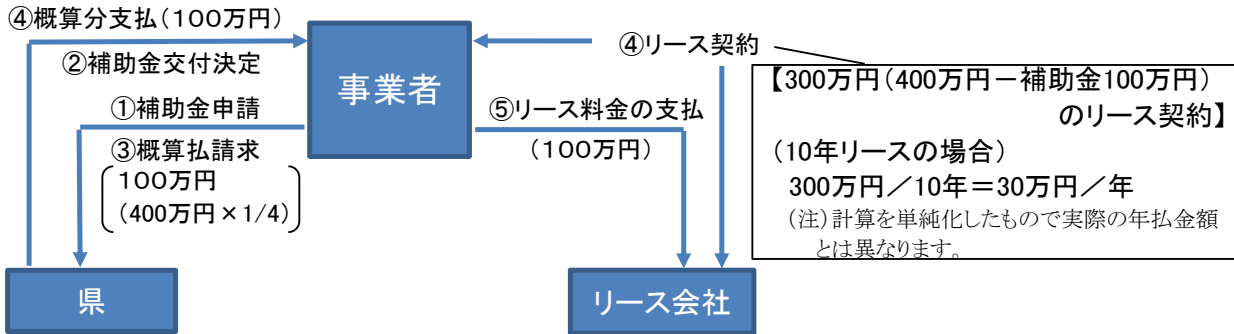 ④概算分支払(100万円)
②補助金交付決定
①補助金申請
③概算払請求
100万円
(400万円×1/4)
県
事業者
④リース契約
⑤リース料金の支払
(100万円)
リース会社
【300万円(400万円-補助金100万円)
のリース契約】
(10年リースの場合)
300万円/10年=30万円/年
(注)計算を単純化したもので実際の年払金額
とは異なります。